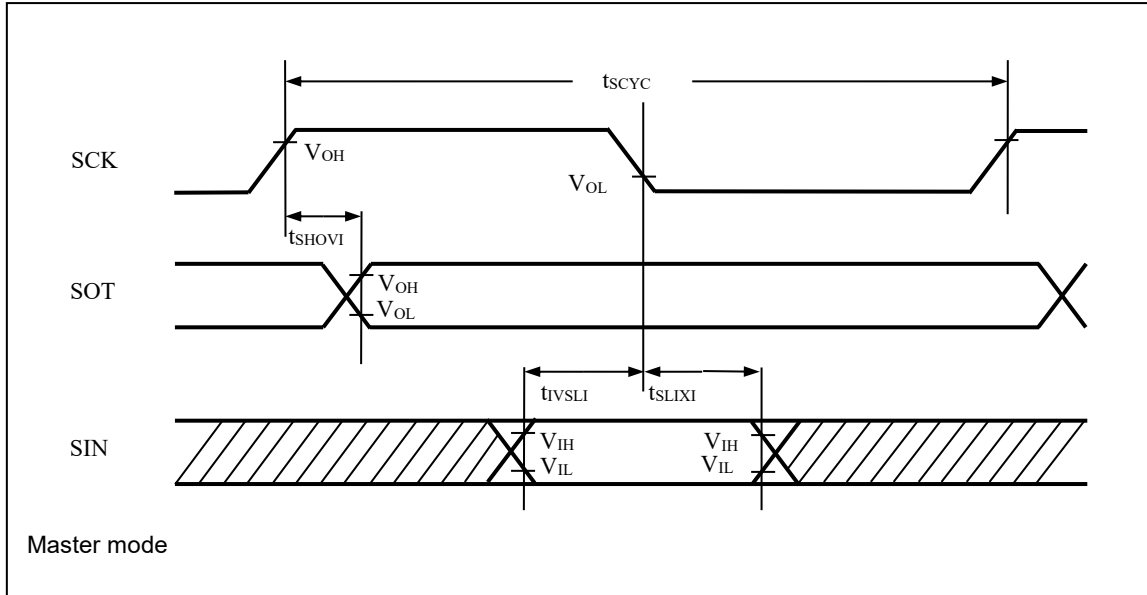 tSCYC
SCK
VOH
VOL
tSHOVI
SOT
VOH
VOL
tIVSLI
tSLIXI
SIN
VIH
VIL
VIH
VIL
Master mode